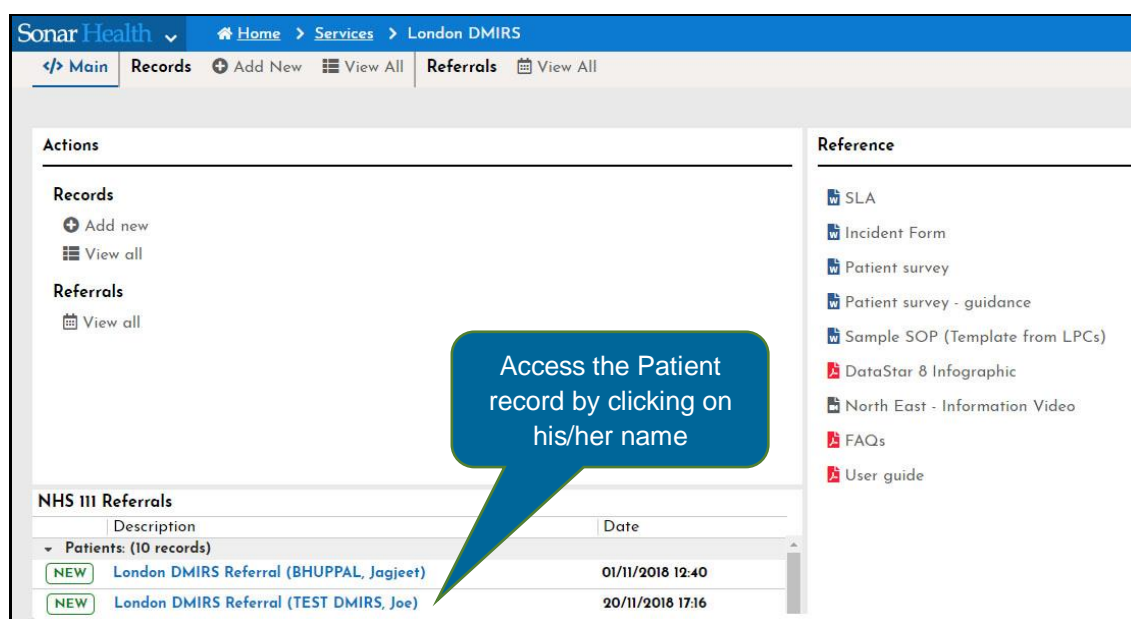 Sonar Health Home > Services > London DMIRS
Main Records Add New View All Referrals View All
Actions
Records
Add new
View all
Referrals
View all
Access the Patient
record by clicking on
his/her name
Reference
SLA
Incident Form
Patient survey
Patient survey - guidance
Sample SOP (Template from LPCs)
DataStar 8 Infographic
North East - Information Video
FAQs
User guide
NHS 111 Referrals
Description Date
Patients: (10 records)
NEW London DMIRS Referral (BHUPPAL, Jagjeet) 01/11/2018 12:40
NEW London DMIRS Referral (TEST DMIRS, Joe) 20/11/2018 17:16